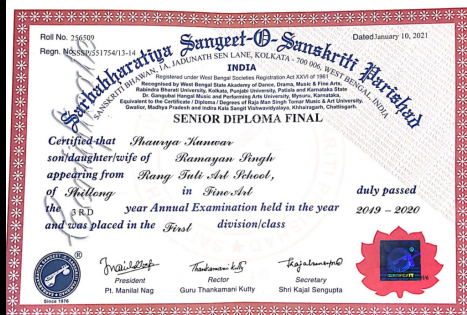 Roll No. 256509
Dated January 10, 2021
Regn. No SSSP/551754/13-14
Sarbabharatiya Sangeet-O-Sanskriti Parishad
SANSKRITI BHAWAN, 7A, JADUNATH SEN LANE, KOLKATA - 700 006, WEST BENGAL, INDIA
INDIA
Registered under West Bengal Societies Registration Act XXVI of 1961
Recognised by West Bengal State Akademy of Dance, Drama, Music & Fine Arts,
Rabindra Bharati University, Kolkata, Punjabi University, Patiala and Karnataka State
Dr. Gangubai Hangal Music and Performing Arts University, Mysuru, Karnataka,
Equivalent to the Certificate / Diploma / Degrees of Raja Man Singh Tomar Music & Art University,
Gwalior, Madhya Pradesh and Indira Kala Sangit Vishwavidyalaya, Khhairagarh, Chattisgarh.
SENIOR DIPLOMA FINAL
Certified that Shaurya Kunwar
son/daughter/wife of Ramayan Singh
appearing from Rang Tuli Art School,
of Shillong in Fine Art duly passed
the 3RD year Annual Examination held in the year 2019 - 2020
and was placed in the First division/class
President
Pt. Manilal Nag
Rector
Guru Thankamani Kutty
Secretary
Shri Kajal Sengupta
Since 1976